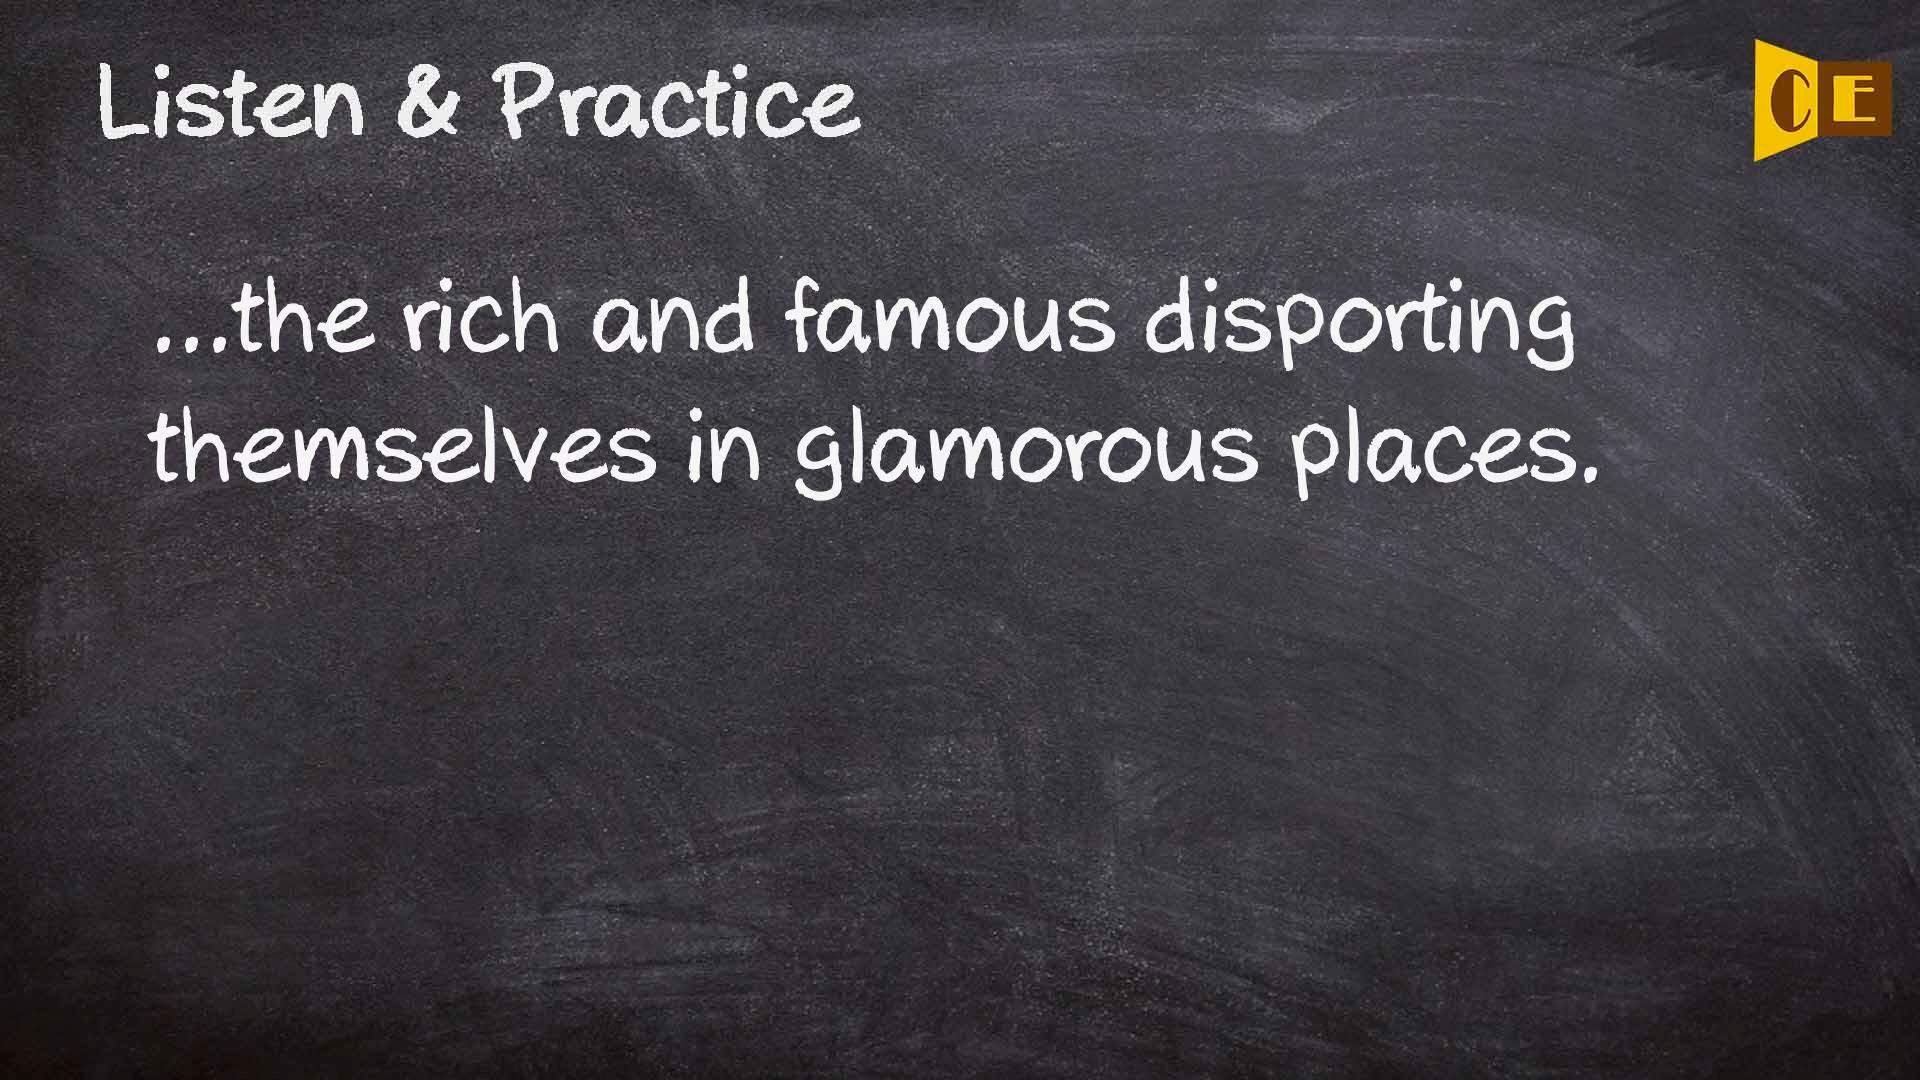 Listen & Practice
CE
...the rich and famous disporting
themselves in glamorous places.